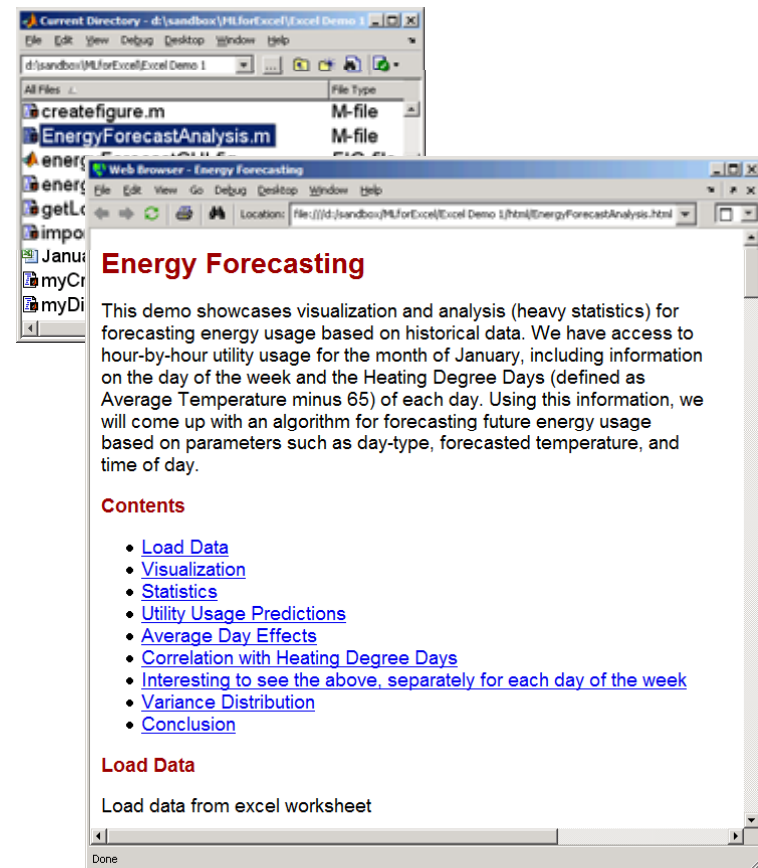 Current Directory - d:\sandbox\MLforExcel\Excel Demo 1
File Edit View Debug Desktop Window Help
d:\sandbox\MLforExcel\Excel Demo 1
All Files File Type
createfigure.m M-file
EnergyForecastAnalysis.m M-file
Web Browser - Energy Forecasting
File Edit View Go Debug Desktop Window Help
Location: file:///d:/sandbox/MLforExcel/Excel Demo 1/html/EnergyForecastAnalysis.html
Energy Forecasting
This demo showcases visualization and analysis (heavy statistics) for
forecasting energy usage based on historical data. We have access to
hour-by-hour utility usage for the month of January, including information
on the day of the week and the Heating Degree Days (defined as
Average Temperature minus 65) of each day. Using this information, we
will come up with an algorithm for forecasting future energy usage
based on parameters such as day-type, forecasted temperature, and
time of day.
Contents
Load Data
Visualization
Statistics
Utility Usage Predictions
Average Day Effects
Correlation with Heating Degree Days
Interesting to see the above, separately for each day of the week
Variance Distribution
Conclusion
Load Data
Load data from excel worksheet
Done